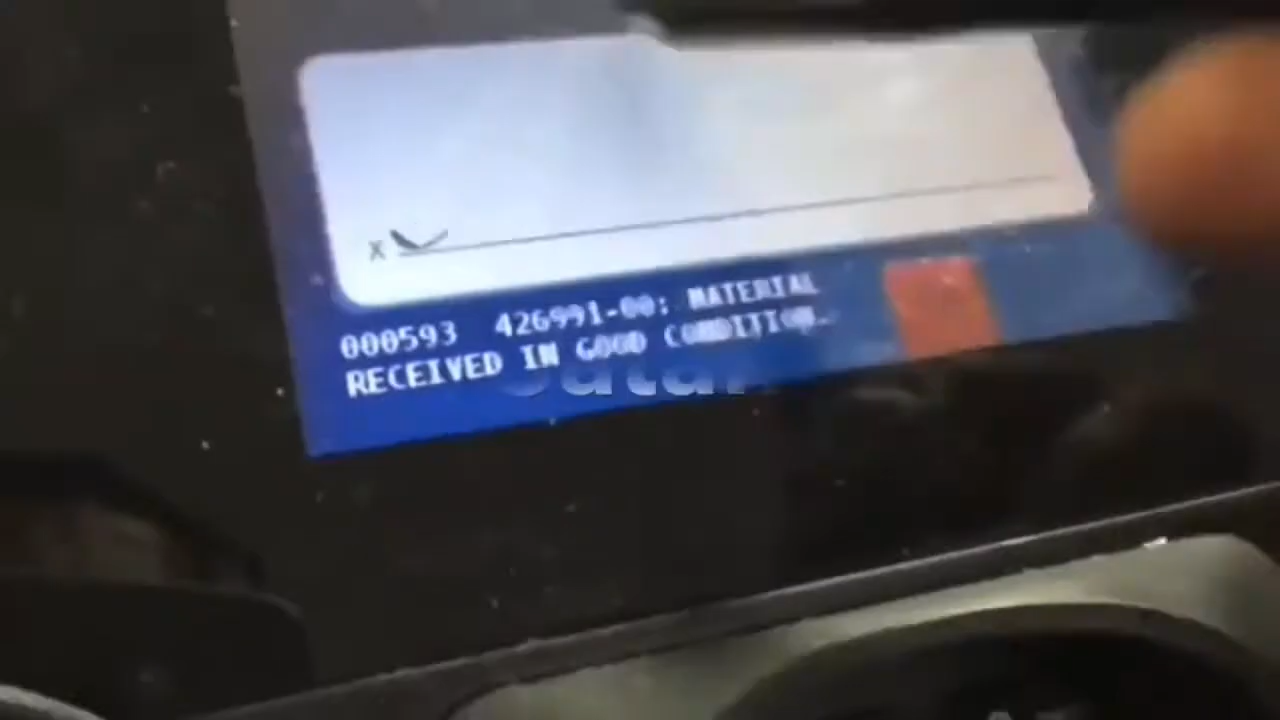 X
000593 426991-00: MATERIAL
RECEIVED IN GOOD CONDITION.